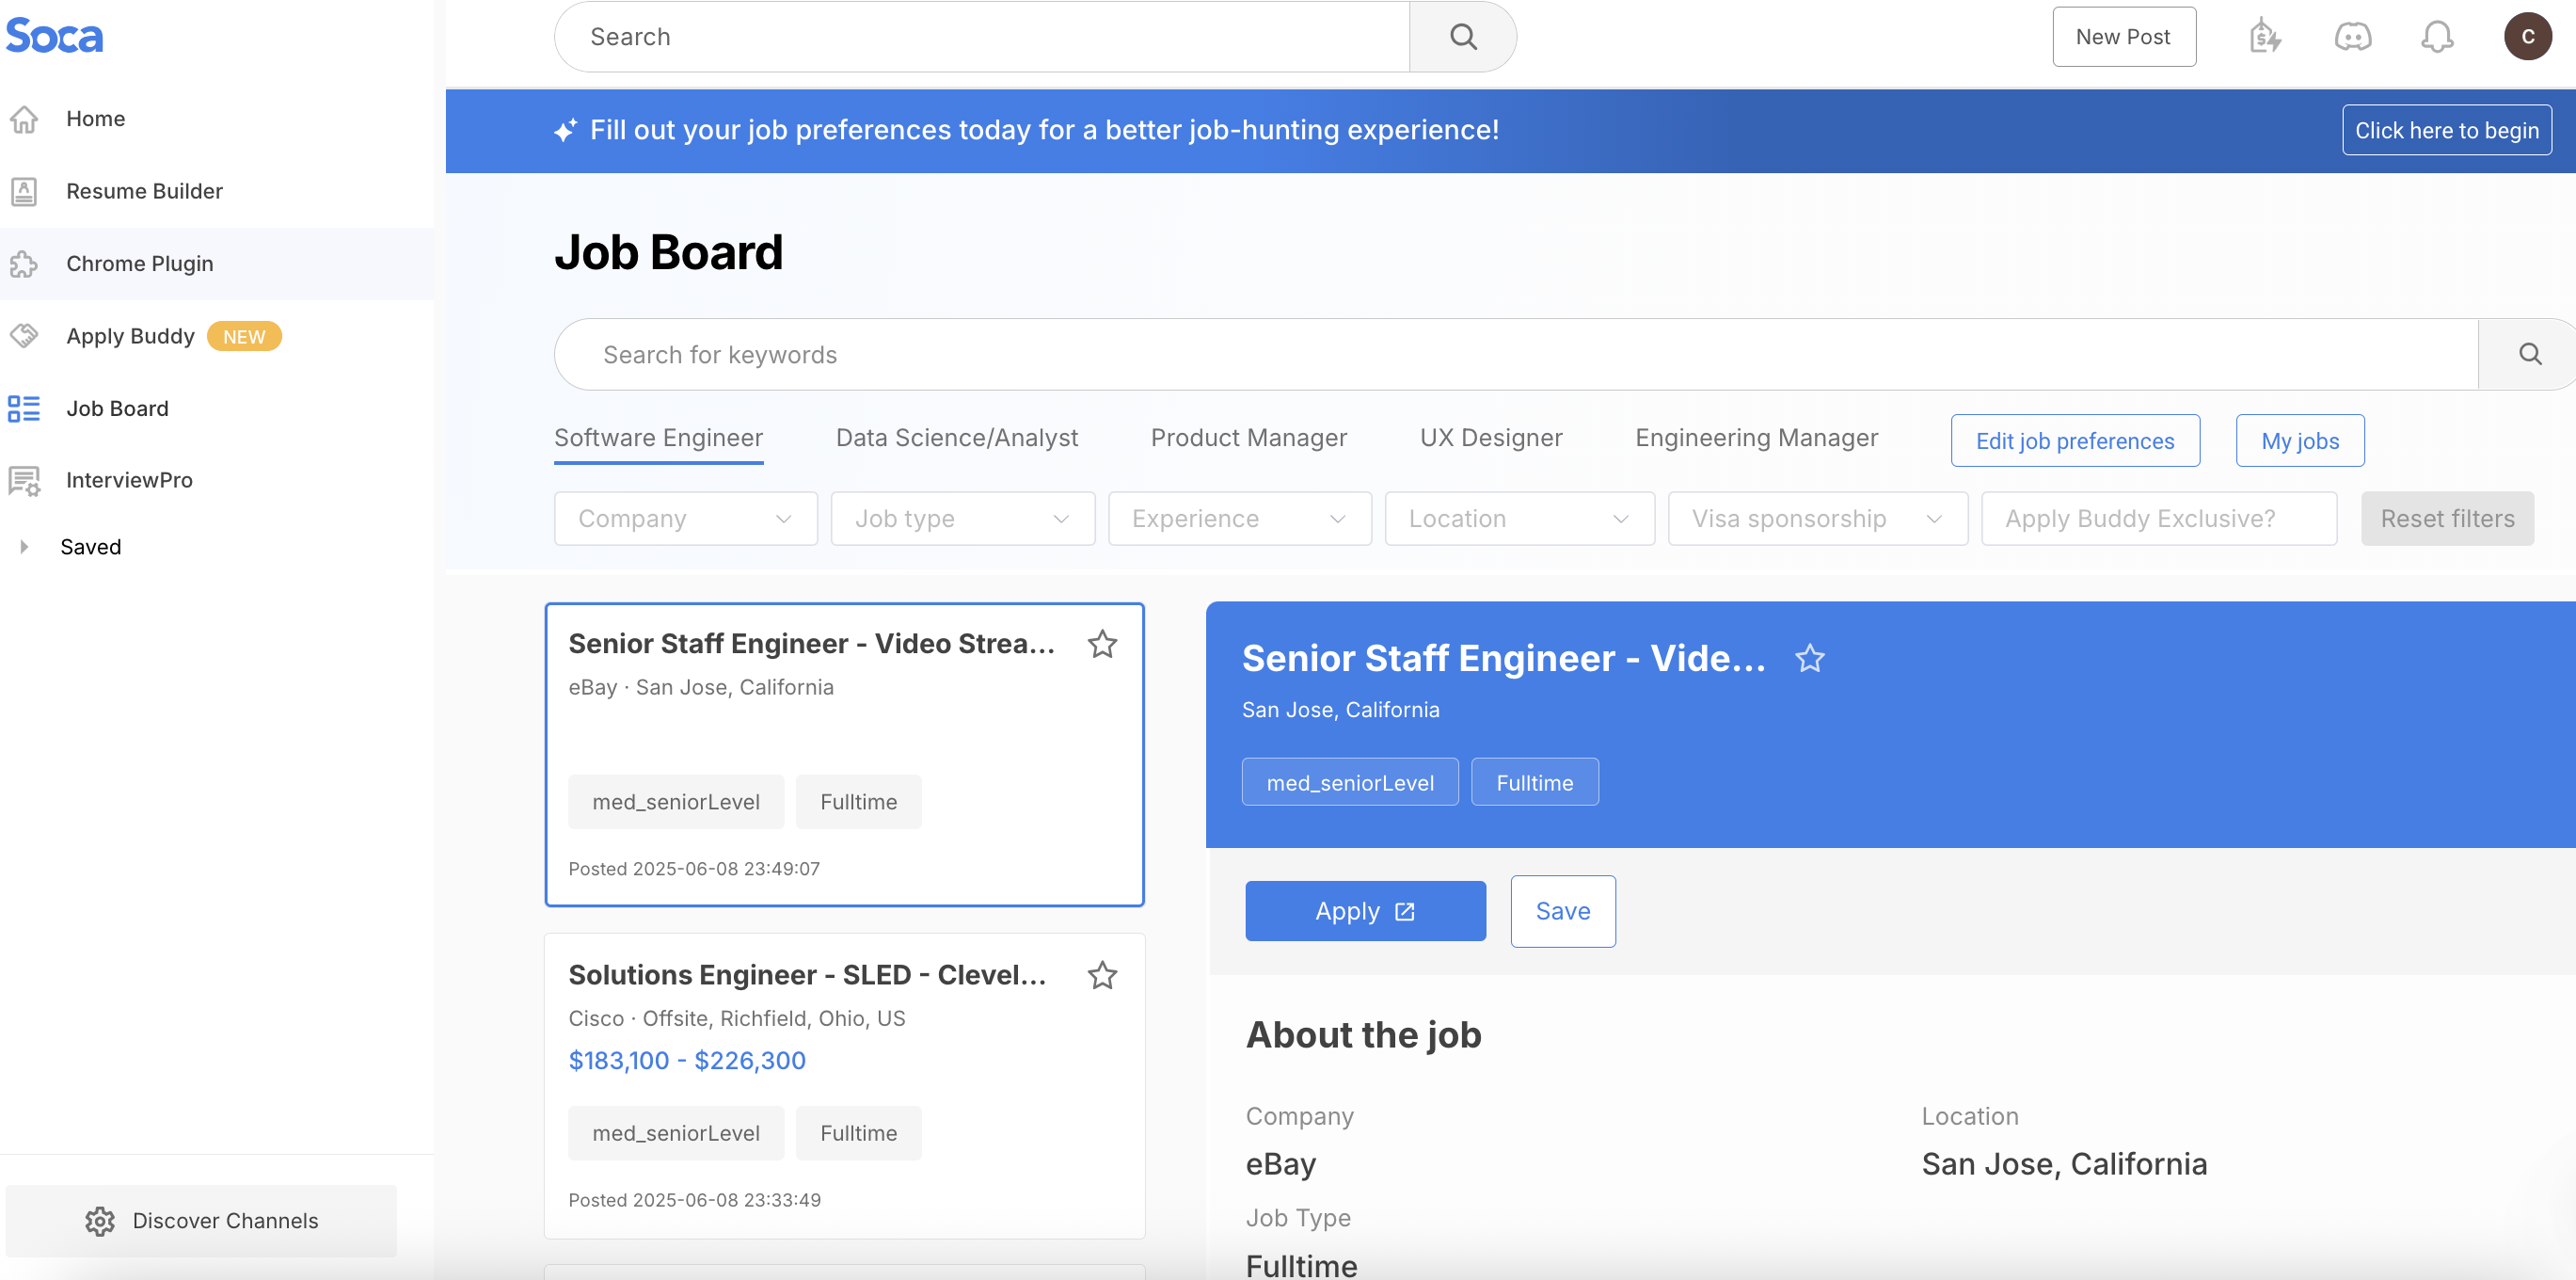 Soca
Search
New Post
C
Home
Resume Builder
Chrome Plugin
Apply Buddy NEW
Job Board
InterviewPro
Saved
Discover Channels
Fill out your job preferences today for a better job-hunting experience!
Click here to begin
Job Board
Search for keywords
Software Engineer
Data Science/Analyst
Product Manager
UX Designer
Engineering Manager
Edit job preferences
My jobs
Company
Job type
Experience
Location
Visa sponsorship
Apply Buddy Exclusive?
Reset filters
Senior Staff Engineer - Video Strea...
eBay · San Jose, California
med_seniorLevel
Fulltime
Posted 2025-06-08 23:49:07
Solutions Engineer - SLED - Clevel...
Cisco · Offsite, Richfield, Ohio, US
$183,100 - $226,300
med_seniorLevel
Fulltime
Posted 2025-06-08 23:33:49
Senior Staff Engineer - Vide...
San Jose, California
med_seniorLevel
Fulltime
Apply
Save
About the job
Company
eBay
Location
San Jose, California
Job Type
Fulltime